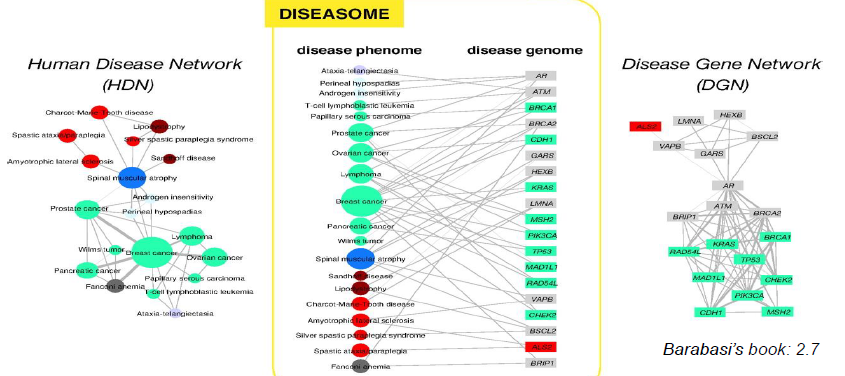 DISEASOME
Human Disease Network
(HDN)
Charcot-Marie-Tooth disease
Lipodystrophy
Spastic ataxia/paraplegia
Silver spastic paraplegia syndrome
Amyotrophic lateral sclerosis
Sandhoff disease
Spinal muscular atrophy
Androgen insensitivity
Prostate cancer
Perineal hypospadias
Lymphoma
Wilms tumor
Breast cancer
Ovarian cancer
Pancreatic cancer
Papillary serous carcinoma
Fanconi anemia
T-cell lymphoblastic leukemia
Ataxia-telangiectasia
disease phenome
Ataxia-telangiectasia
Perineal hypospadias
Androgen insensitivity
T-cell lymphoblastic leukemia
Papillary serous carcinoma
Prostate cancer
Ovarian cancer
Lymphoma
Breast cancer
Pancreatic cancer
Wilms tumor
Spinal muscular atrophy
Sandhoff disease
Lipodystrophy
Charcot-Marie-Tooth disease
Amyotrophic lateral sclerosis
Silver spastic paraplegia syndrome
Spastic ataxia/paraplegia
Fanconi anemia
disease genome
AR
ATM
BRCA1
BRCA2
CDH1
GARS
HEXB
KRAS
LMNA
MSH2
PIK3CA
TP53
MAD1L1
RAD54L
VAPB
CHEK2
BSCL2
ALS2
BRIP1
Disease Gene Network
(DGN)
HEXB
LMNA
ALS2
BSCL2
VAPB
GARS
AR
ATM
BRIP1
BRCA2
BRCA1
KRAS
RAD54L
TP53
MAD1L1
CHEK2
PIK3CA
CDH1
MSH2
Barabasi's book: 2.7